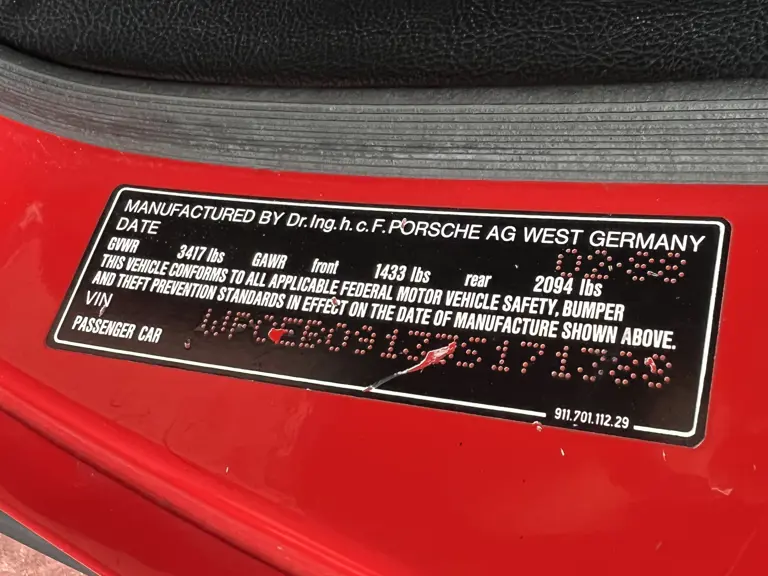 MANUFACTURED BY Dr.Ing.h.c.F.PORSCHE AG WEST GERMANY
DATE 02-88
GVWR 3417 lbs GAWR front 1433 lbs rear 2094 lbs
THIS VEHICLE CONFORMS TO ALL APPLICABLE FEDERAL MOTOR VEHICLE SAFETY, BUMPER
AND THEFT PREVENTION STANDARDS IN EFFECT ON THE DATE OF MANUFACTURE SHOWN ABOVE.
VIN
PASSENGER CAR
911.701.112.29